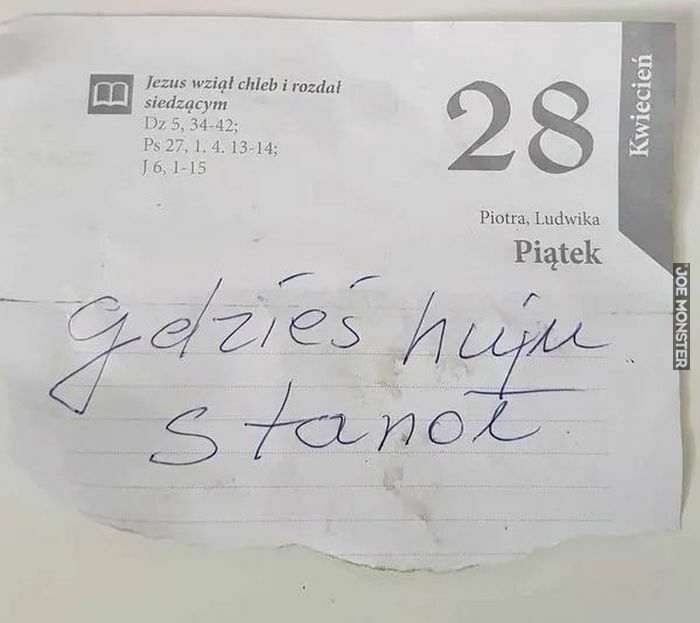 Jezus wziął chleb i rozdał
siedzącym
Dz 5, 34-42;
Ps 27, 1. 4. 13-14;
J 6, 1-15
28
Kwiecień
Piotra, Ludwika
Piątek
gdzieś huju
stanoł
JOE MONSTER